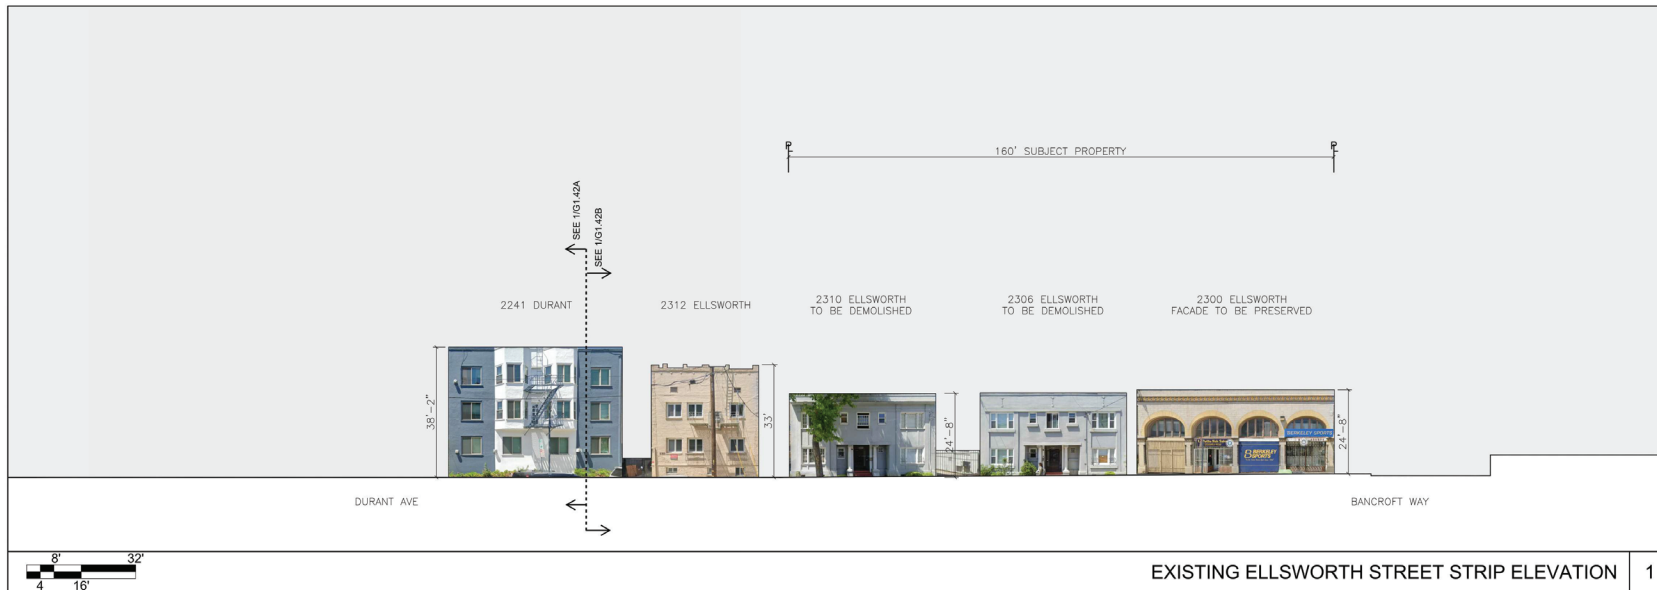 160' SUBJECT PROPERTY
SEE 1/G1.42A
SEE 1/G1.42B
2241 DURANT
2312 ELLSWORTH
2310 ELLSWORTH
TO BE DEMOLISHED
2306 ELLSWORTH
TO BE DEMOLISHED
2300 ELLSWORTH
FACADE TO BE PRESERVED
38'-2"
33'
24'-8"
24'-8"
BERKELEY SPORTS
B BERKELEY
SPORTS
DURANT AVE
BANCROFT WAY
8' 32'
4 16'
EXISTING ELLSWORTH STREET STRIP ELEVATION 1